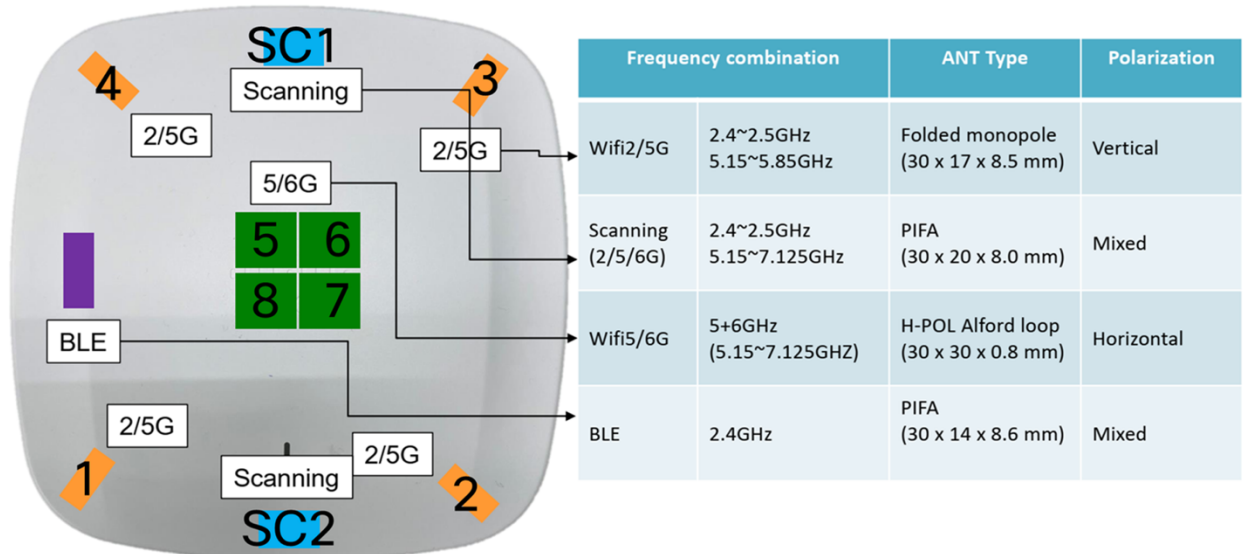 SC1
4
3
Scanning
2/5G
2/5G
5/6G
5 6
8 7
BLE
2/5G
2/5G
1
Scanning
2
SC2
Frequency combination ANT Type Polarization
Wifi2/5G 2.4~2.5GHz
5.15~5.85GHz Folded monopole
(30 x 17 x 8.5 mm) Vertical
Scanning
(2/5/6G) 2.4~2.5GHz
5.15~7.125GHz PIFA
(30 x 20 x 8.0 mm) Mixed
Wifi5/6G 5+6GHz
(5.15~7.125GHZ) H-POL Alford loop
(30 x 30 x 0.8 mm) Horizontal
BLE 2.4GHz PIFA
(30 x 14 x 8.6 mm) Mixed